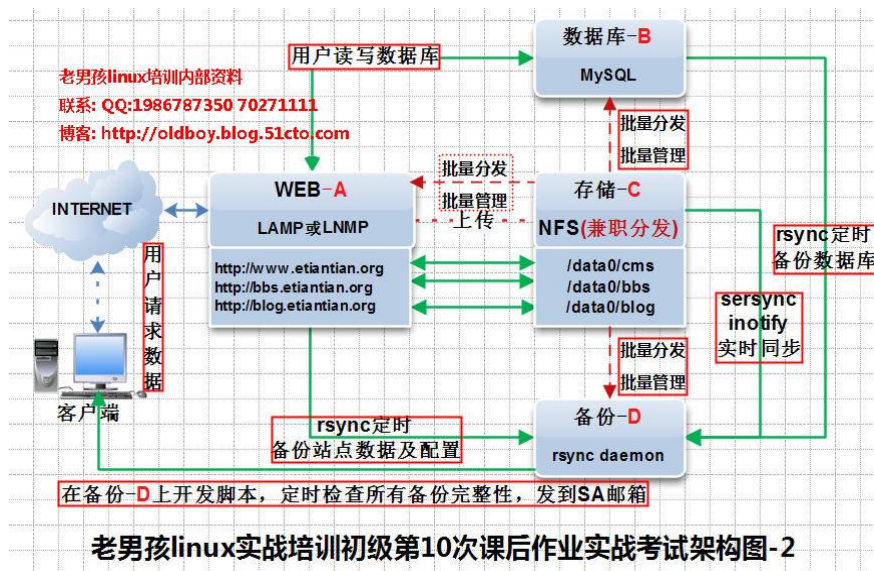 数据库-B
MySQL
用户读写数据库
老男孩linux培训内部资料
联系: QQ:1986787350 70271111
博客: http://oldboy.blog.51cto.com
批量分发
批量管理
批量分发
批量管理
上传
INTERNET
WEB-A
LAMP或LNMP
http://www.etiantian.org
http://bbs.etiantian.org
http://blog.etiantian.org
存储-C
NFS(兼职分发)
/data0/cms
/data0/bbs
/data0/blog
rsync定时
备份数据库
sersync
inotify
实时同步
用户请求数据
客户端
批量分发
批量管理
rsync定时
备份站点数据及配置
备份-D
rsync daemon
在备份-D上开发脚本，定时检查所有备份完整性，发到SA邮箱
老男孩linux实战培训初级第10次课后作业实战考试架构图-2